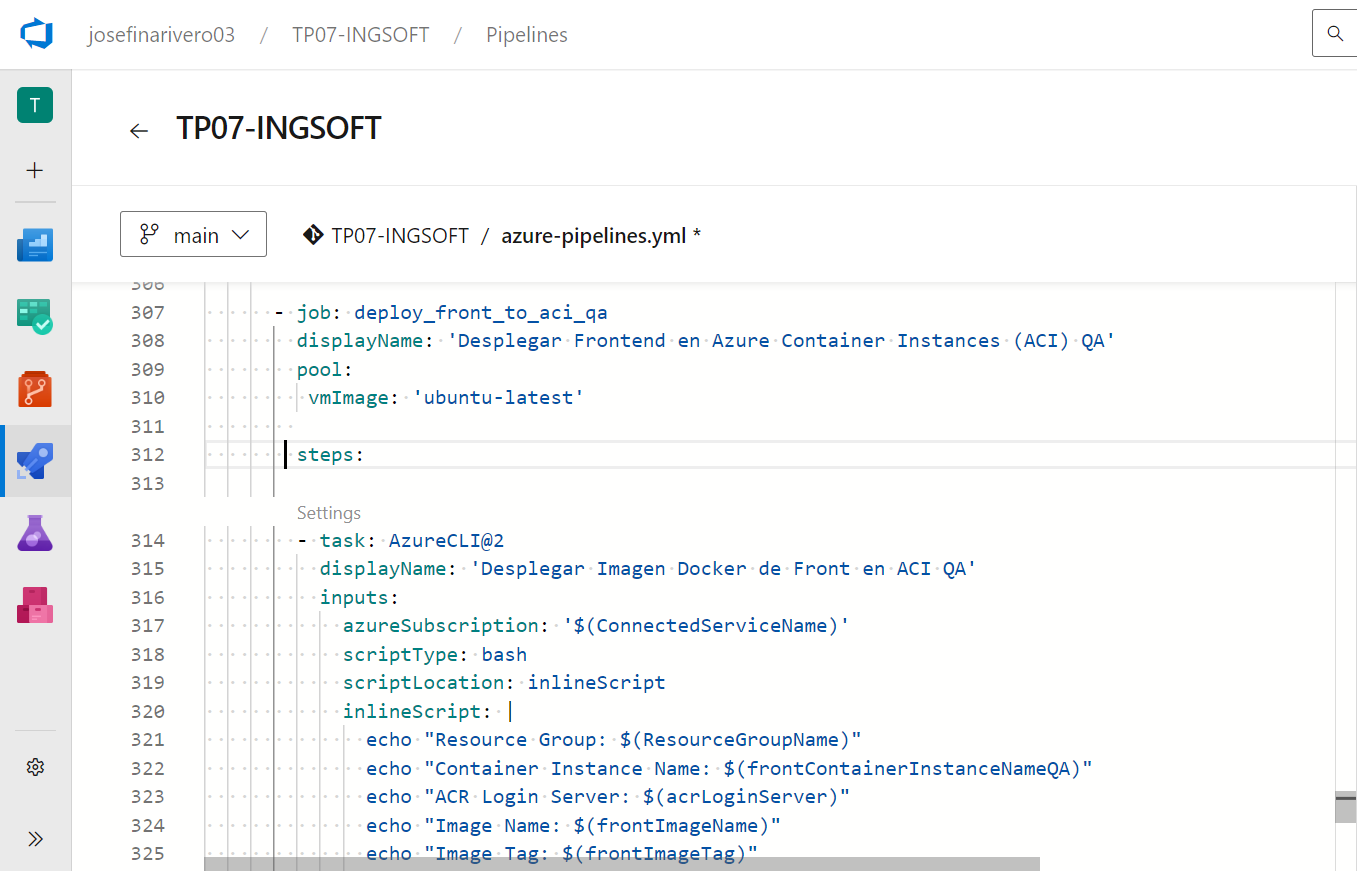 josefinarivero03 / TP07-INGSOFT / Pipelines
T
TP07-INGSOFT
main
TP07-INGSOFT / azure-pipelines.yml *
306
307 - job: deploy_front_to_aci_qa
308 displayName: 'Desplegar Frontend en Azure Container Instances (ACI) QA'
309 pool:
310 vmImage: 'ubuntu-latest'
311
312 steps:
313
Settings
314 - task: AzureCLI@2
315 displayName: 'Desplegar Imagen Docker de Front en ACI QA'
316 inputs:
317 azureSubscription: '$(ConnectedServiceName)'
318 scriptType: bash
319 scriptLocation: inlineScript
320 inlineScript: |
321 echo "Resource Group: $(ResourceGroupName)"
322 echo "Container Instance Name: $(frontContainerInstanceNameQA)"
323 echo "ACR Login Server: $(acrLoginServer)"
324 echo "Image Name: $(frontImageName)"
325 echo "Image Tag: $(frontImageTag)"